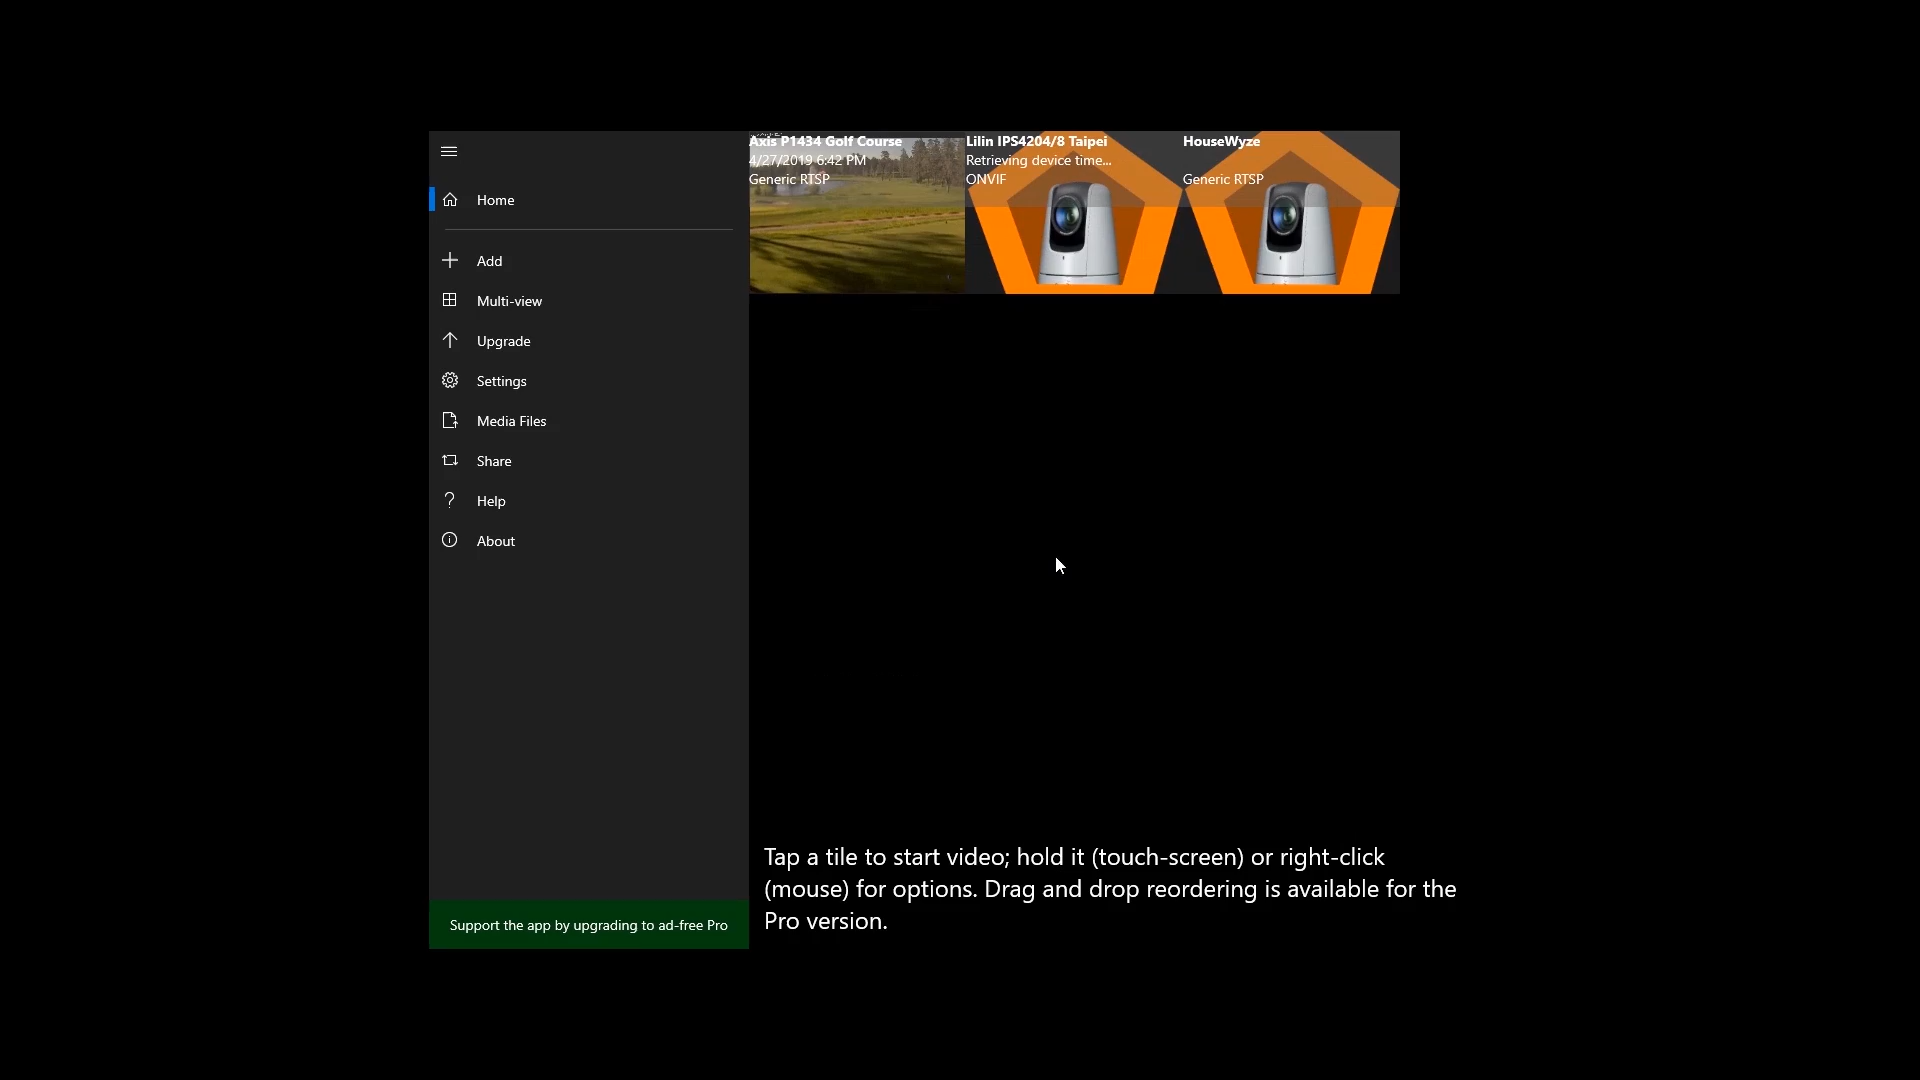 Home
Add
Multi-view
Upgrade
Settings
Media Files
Share
Help
About
Support the app by upgrading to ad-free Pro
Axis P1434 Golf Course
4/27/2019 6:42 PM
Generic RTSP
Lilin IPS4204/8 Taipei
Retrieving device time...
ONVIF
HouseWyze
Generic RTSP
Tap a tile to start video; hold it (touch-screen) or right-click
(mouse) for options. Drag and drop reordering is available for the
Pro version.